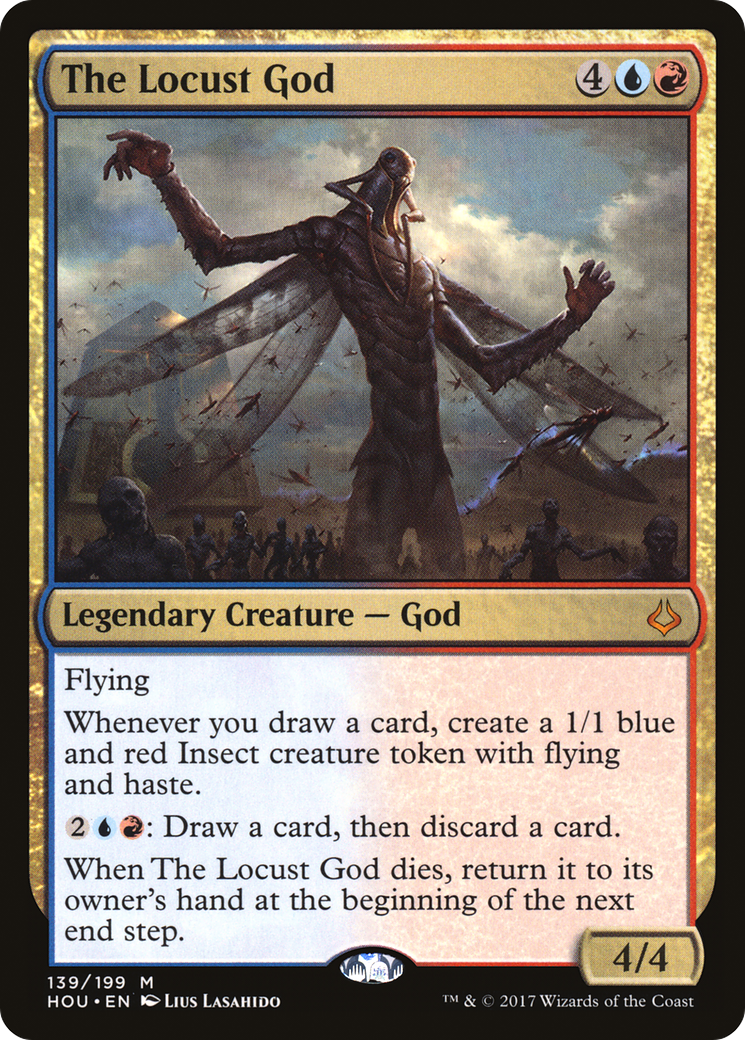 The Locust God 4
Legendary Creature — God
Flying
Whenever you draw a card, create a 1/1 blue
and red Insect creature token with flying
and haste.
2: Draw a card, then discard a card.
When The Locust God dies, return it to its
owner's hand at the beginning of the next
end step.
4/4
139/199 M
HOU • EN Lius Lasahido
™ & © 2017 Wizards of the Coast